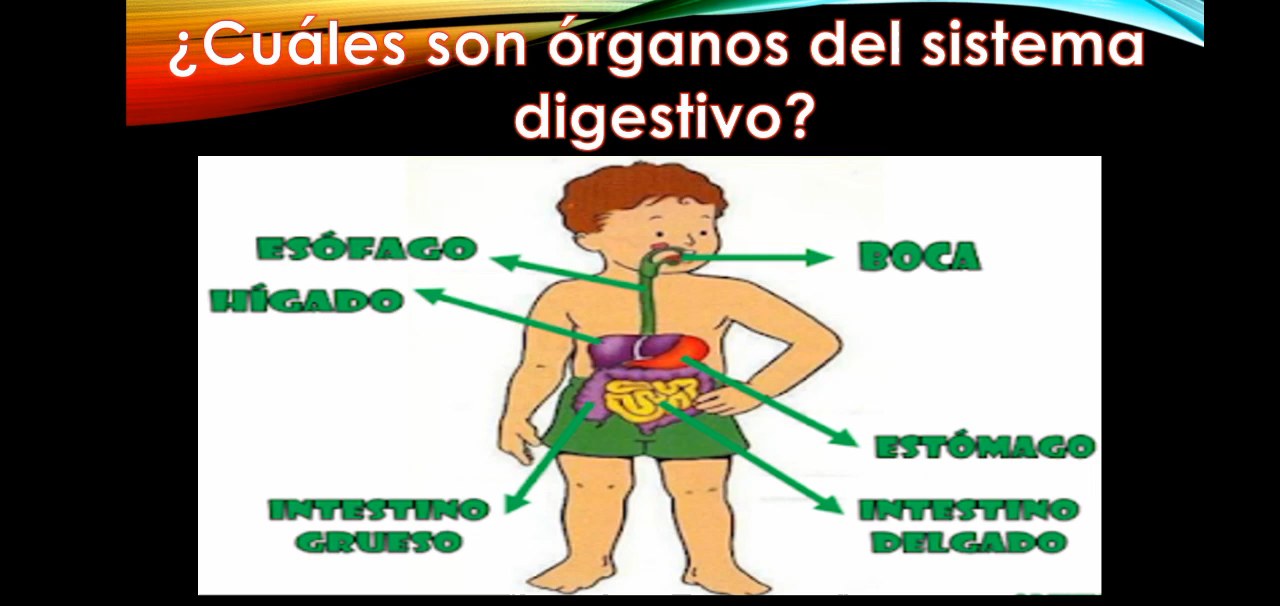 ¿Cuáles son órganos del sistema
digestivo?
ESÓFAGO
BOCA
HÍGADO
ESTÓMAGO
INTESTINO
GRUESO
INTESTINO
DELGADO